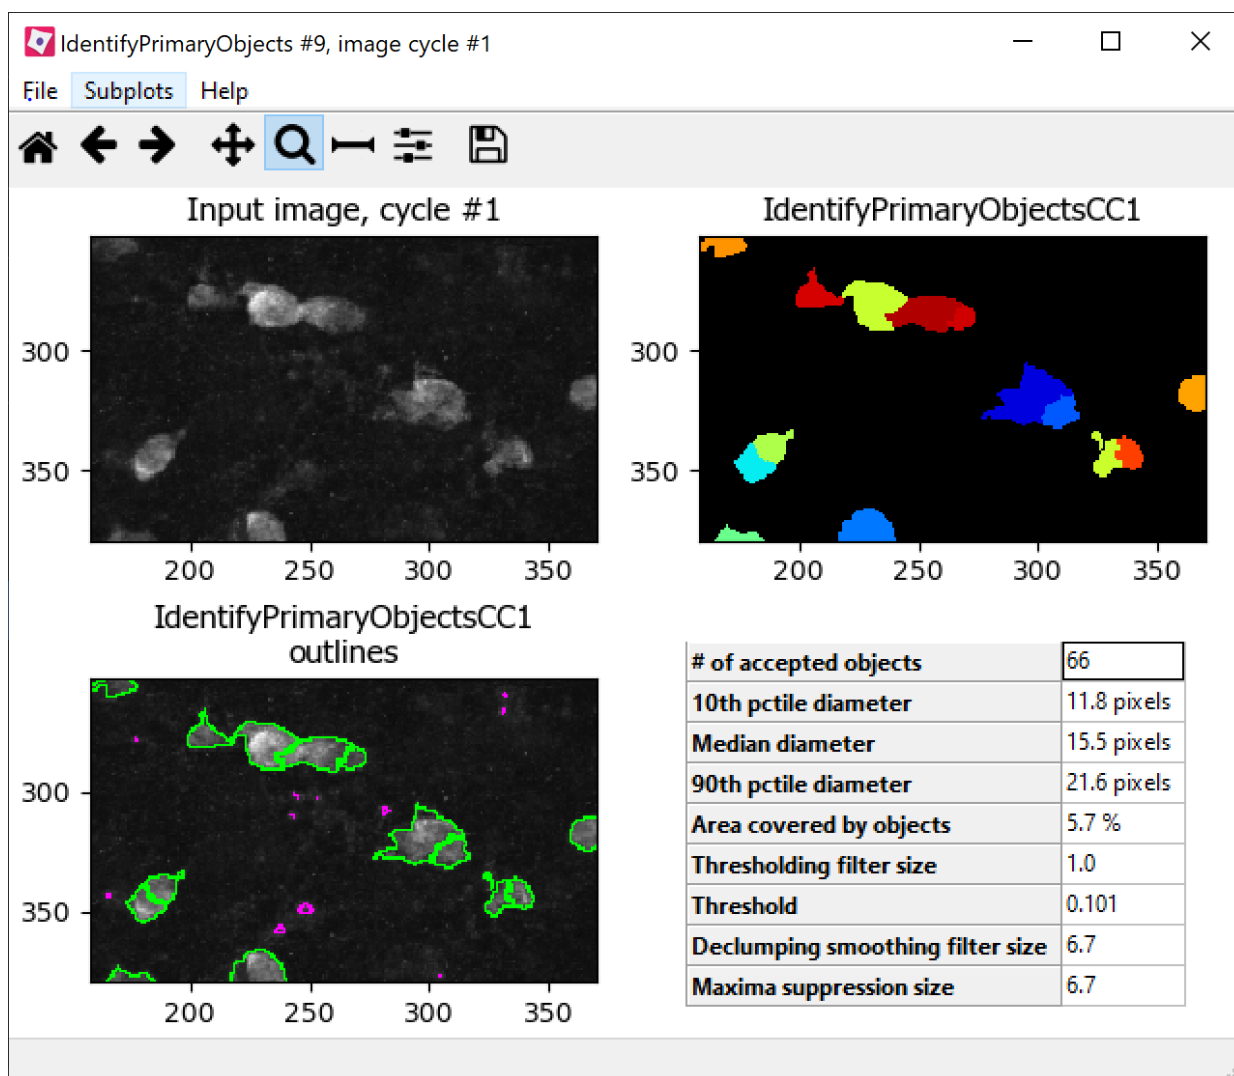 IdentifyPrimaryObjects #9, image cycle #1
File Subplots Help
Input image, cycle #1
300
350
200 250 300 350
IdentifyPrimaryObjectsCC1
300
350
200 250 300 350
IdentifyPrimaryObjectsCC1
outlines
300
350
200 250 300 350
# of accepted objects 66
10th pctile diameter 11.8 pixels
Median diameter 15.5 pixels
90th pctile diameter 21.6 pixels
Area covered by objects 5.7 %
Thresholding filter size 1.0
Threshold 0.101
Declumping smoothing filter size 6.7
Maxima suppression size 6.7